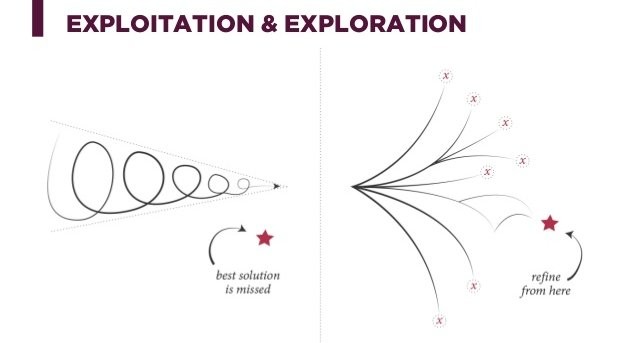 EXPLOITATION & EXPLORATION
best solution
is missed
x
x
x
x
x
x
x
refine
from here